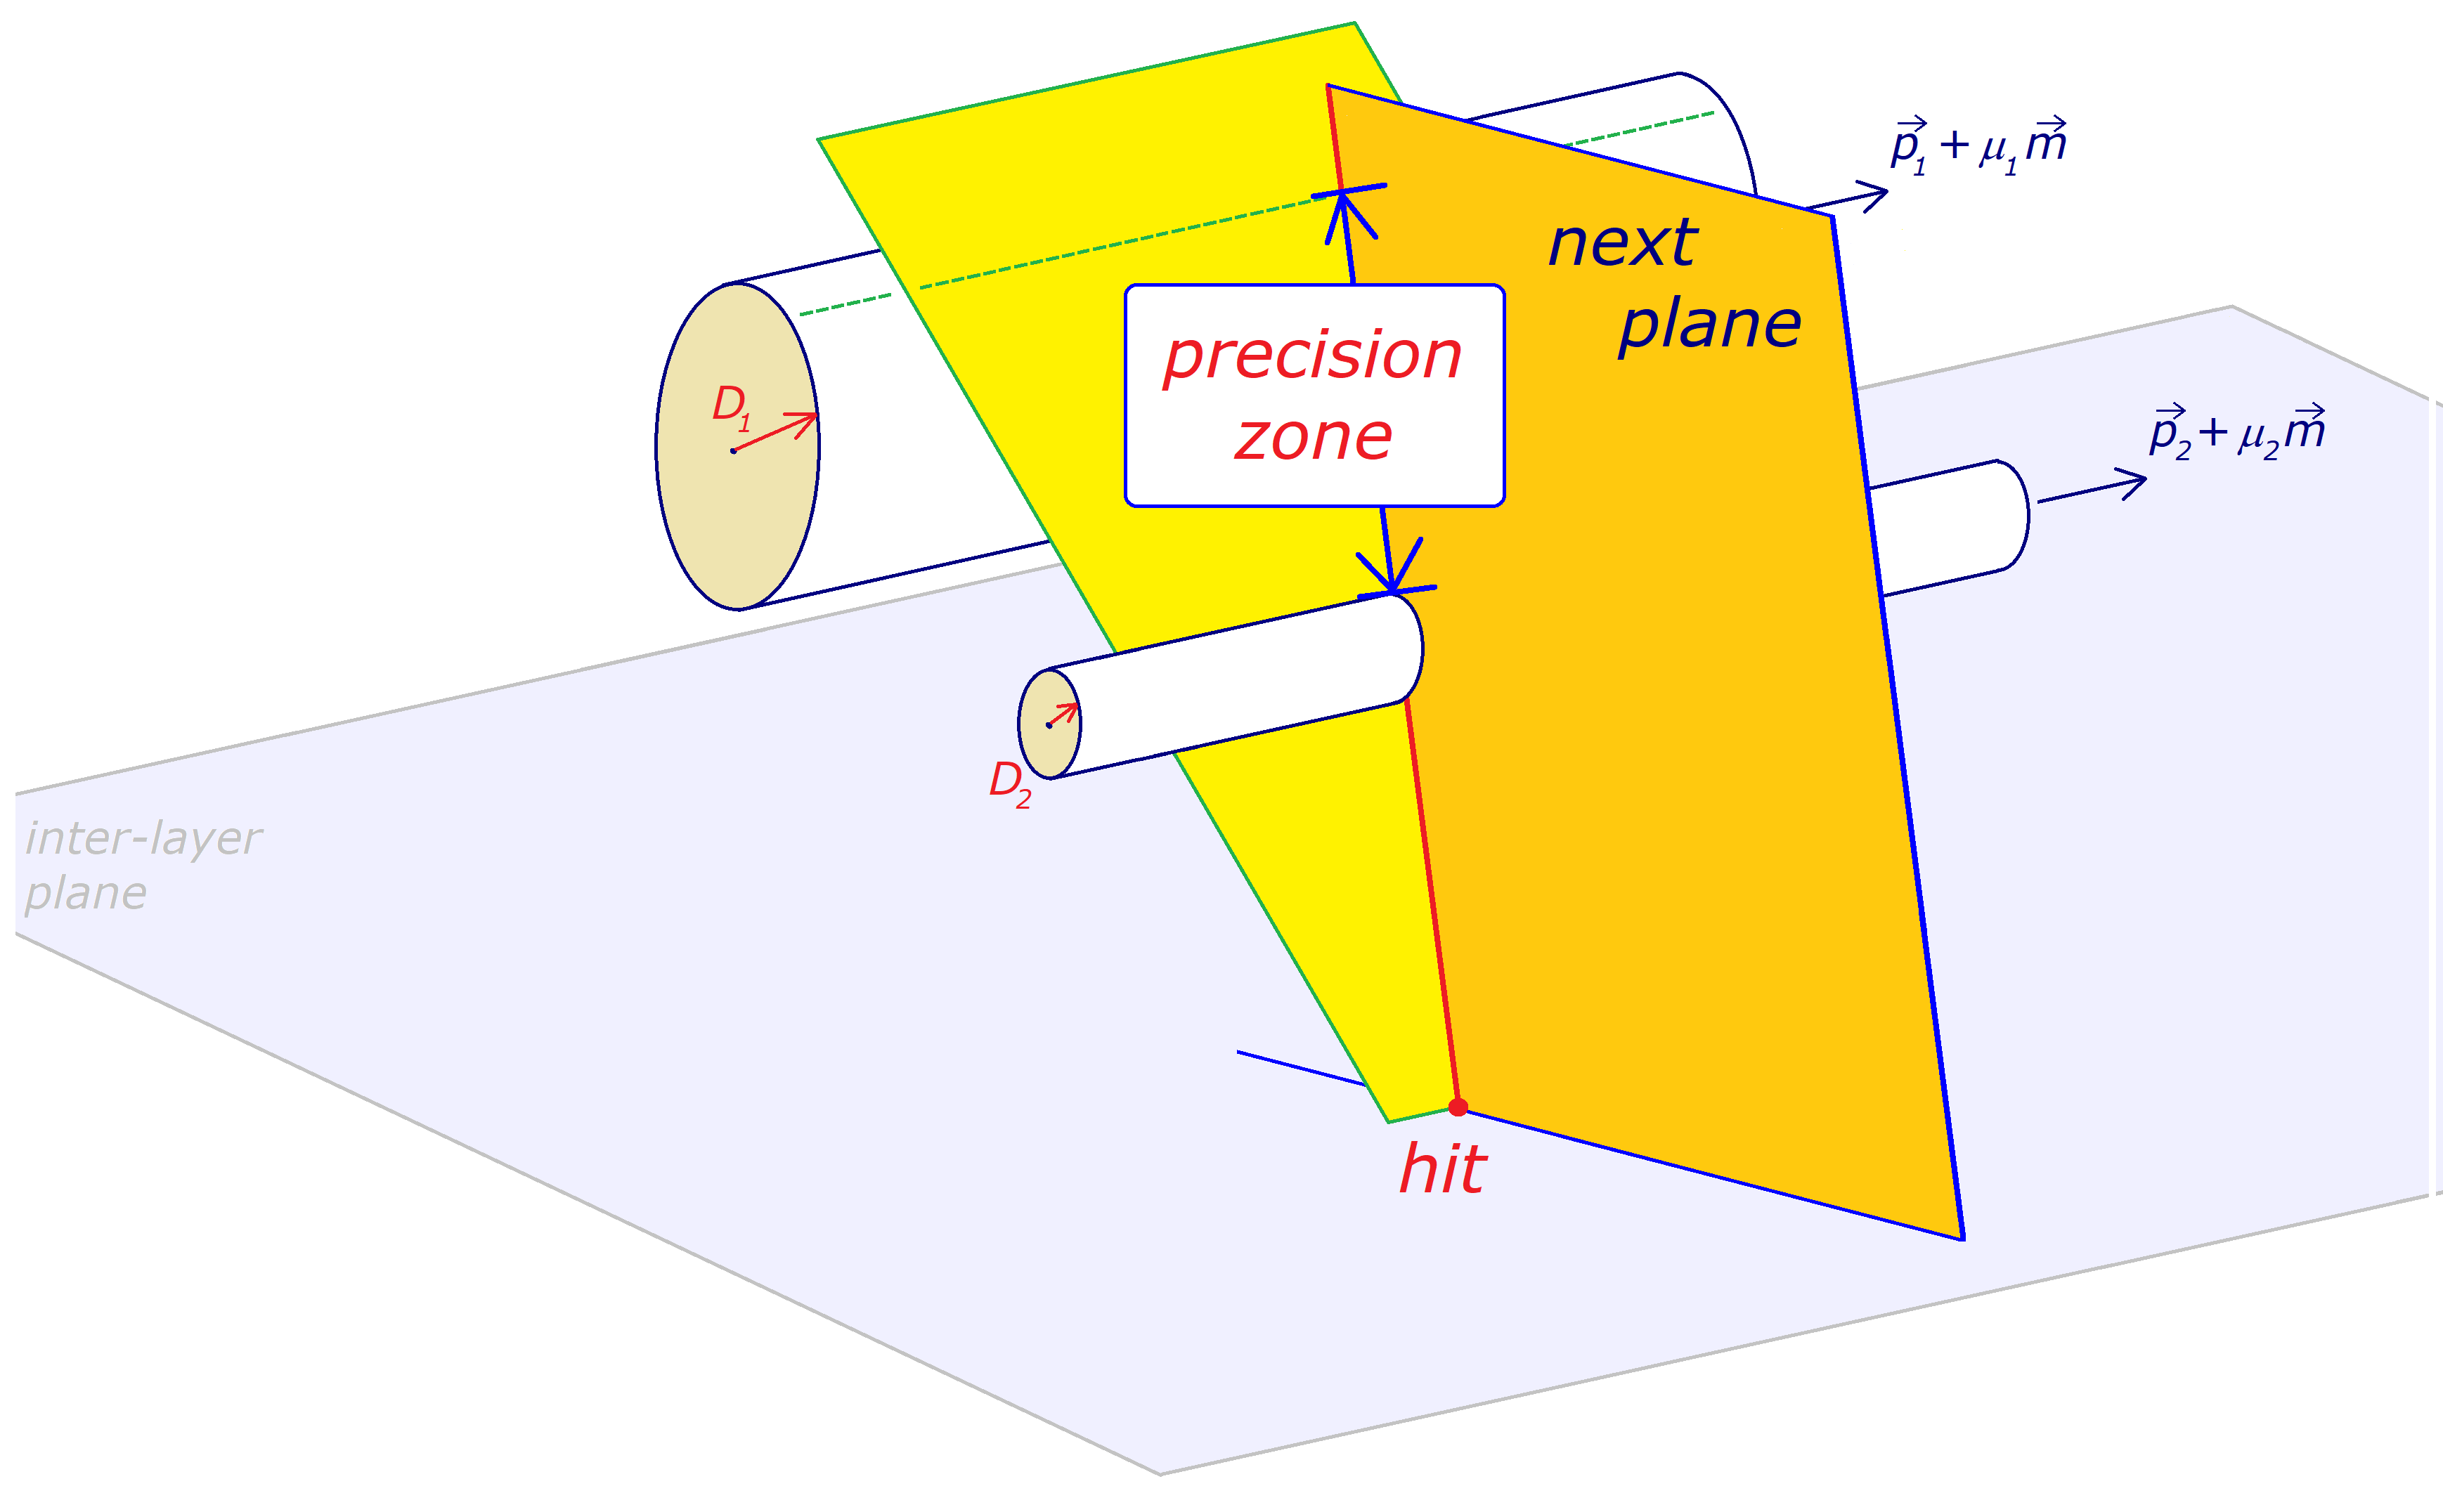 p⃗₁ + μ₁m⃗
next
plane
precision
zone
D₁
p⃗₂ + μ₂m⃗
D₂
inter-layer
plane
hit